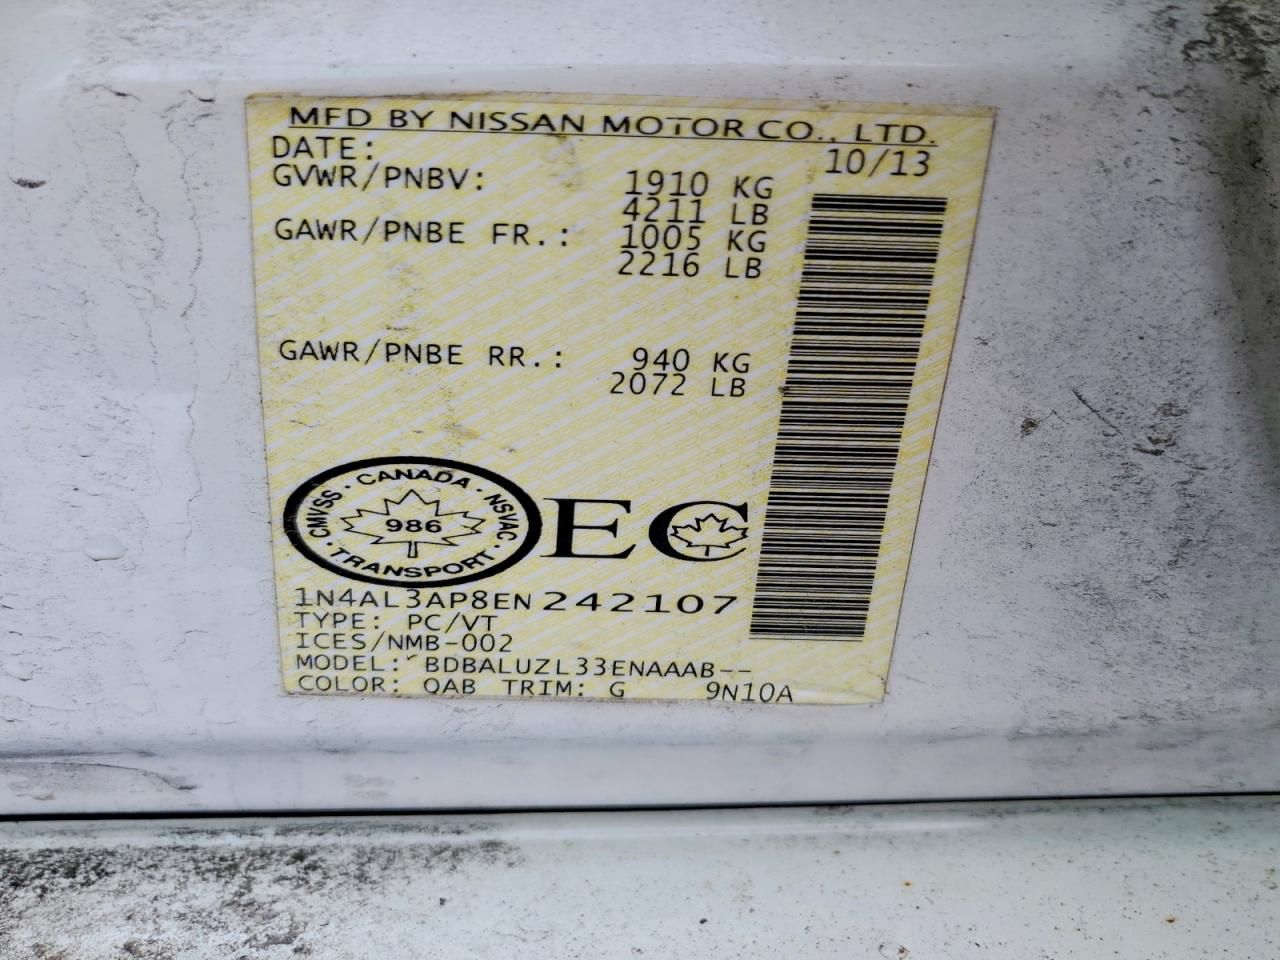 MFD BY NISSAN MOTOR CO., LTD.
DATE: 10/13
GVWR/PNBV: 1910 KG
4211 LB
GAWR/PNBE FR.: 1005 KG
2216 LB
GAWR/PNBE RR.: 940 KG
2072 LB
CANADA · NSVAC · TRANSPORT · CMVSS ·
986
EC
1N4AL3AP8EN242107
TYPE: PC/VT
ICES/NMB-002
MODEL: BDBALUZL33ENAAAB--
COLOR: QAB TRIM: G 9N10A